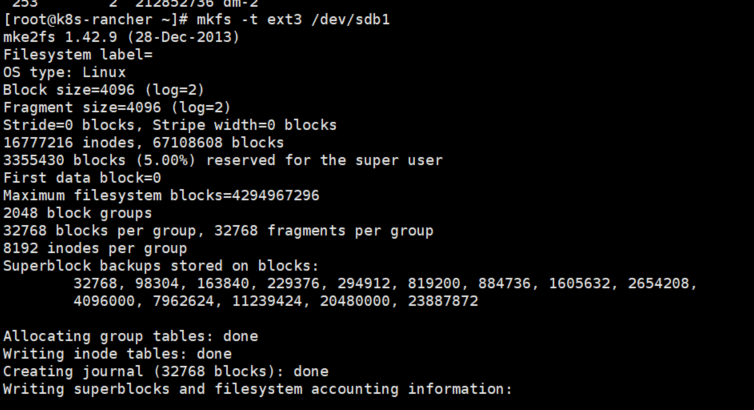 253 2 212852736 dm-2
[root@k8s-rancher ~]# mkfs -t ext3 /dev/sdb1
mke2fs 1.42.9 (28-Dec-2013)
Filesystem label=
OS type: Linux
Block size=4096 (log=2)
Fragment size=4096 (log=2)
Stride=0 blocks, Stripe width=0 blocks
16777216 inodes, 67108608 blocks
3355430 blocks (5.00%) reserved for the super user
First data block=0
Maximum filesystem blocks=4294967296
2048 block groups
32768 blocks per group, 32768 fragments per group
8192 inodes per group
Superblock backups stored on blocks:
32768, 98304, 163840, 229376, 294912, 819200, 884736, 1605632, 2654208,
4096000, 7962624, 11239424, 20480000, 23887872
Allocating group tables: done
Writing inode tables: done
Creating journal (32768 blocks): done
Writing superblocks and filesystem accounting information: